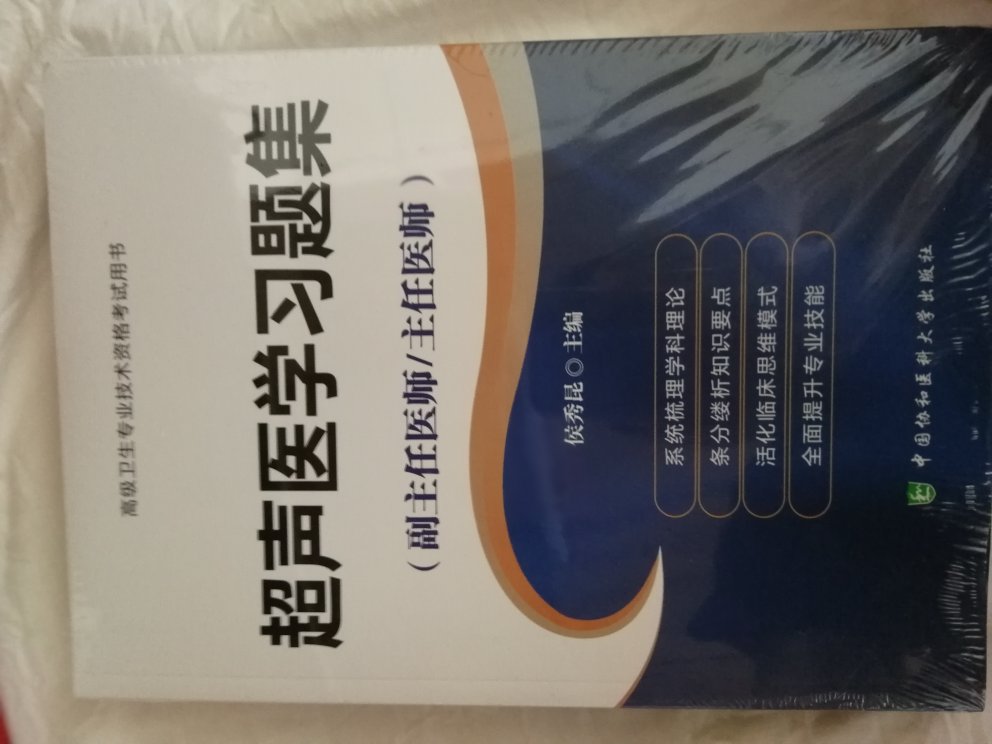 高级卫生专业技术资格考试用书
超声医学习题集
（副主任医师/主任医师）
侯秀昆◎主编
系统梳理学科理论
条分缕析知识要点
活化临床思维模式
全面提升专业技能
中国协和医科大学出版社